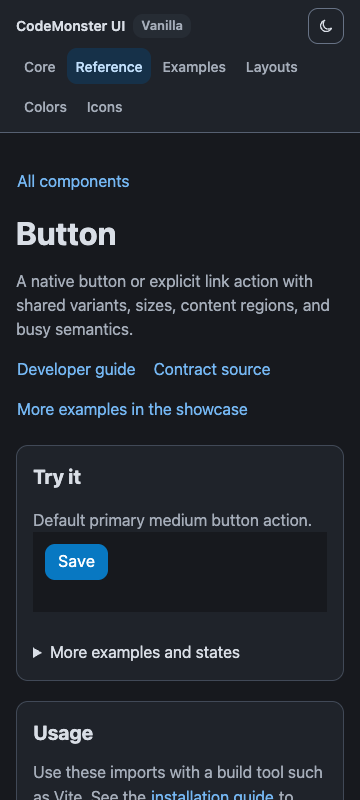 CodeMonster UI Vanilla
Core Reference Examples Layouts
Colors Icons
All components
Button
A native button or explicit link action with
shared variants, sizes, content regions, and
busy semantics.
Developer guide Contract source
More examples in the showcase
Try it
Default primary medium button action.
Save
More examples and states
Usage
Use these imports with a build tool such
as Vite. See the installation guide to